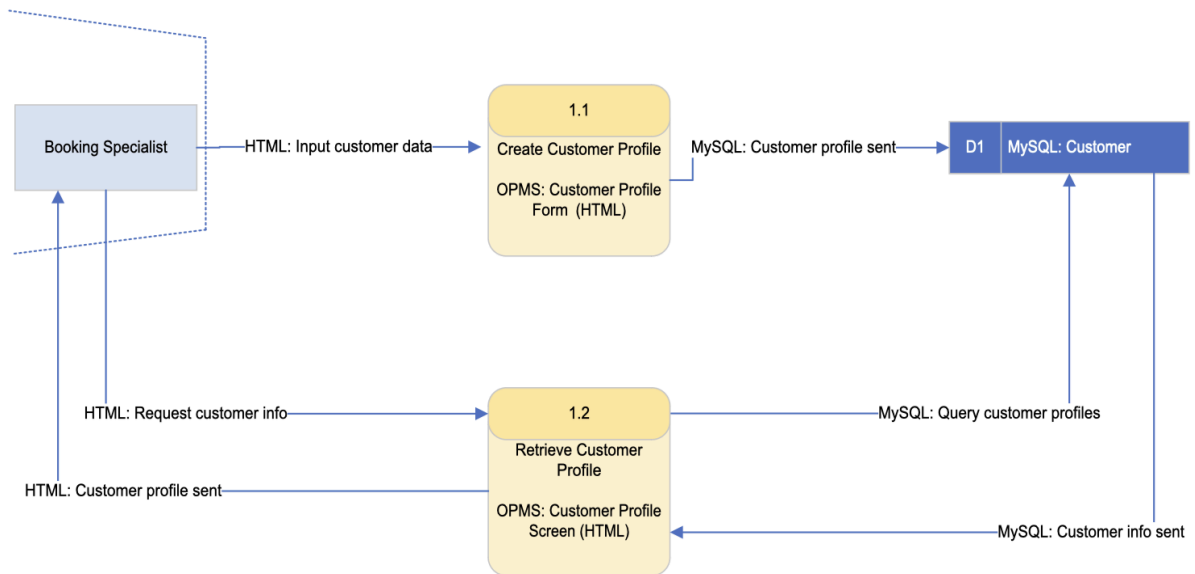 1.1
Booking Specialist
HTML: Input customer data
Create Customer Profile
OPMS: Customer Profile
Form (HTML)
MySQL: Customer profile sent
D1
MySQL: Customer
HTML: Request customer info
1.2
MySQL: Query customer profiles
Retrieve Customer
Profile
HTML: Customer profile sent
OPMS: Customer Profile
Screen (HTML)
MySQL: Customer info sent